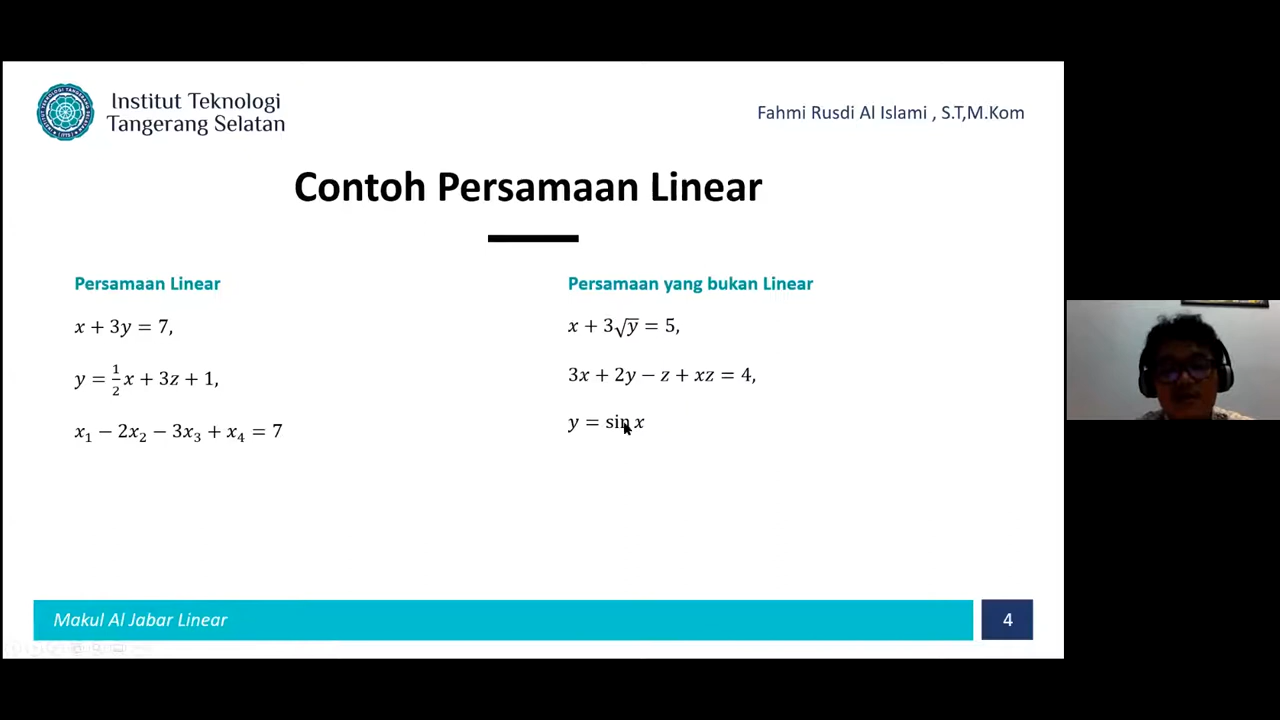 Institut Teknologi
Tangerang Selatan
Fahmi Rusdi Al Islami , S.T,M.Kom
Contoh Persamaan Linear
Persamaan Linear
x + 3y = 7,
y = \frac{1}{2}x + 3z + 1,
x₁ − 2x₂ − 3x₃ + x₄ = 7
Persamaan yang bukan Linear
x + 3√y = 5,
3x + 2y − z + xz = 4,
y = sin x
Makul Al Jabar Linear
4